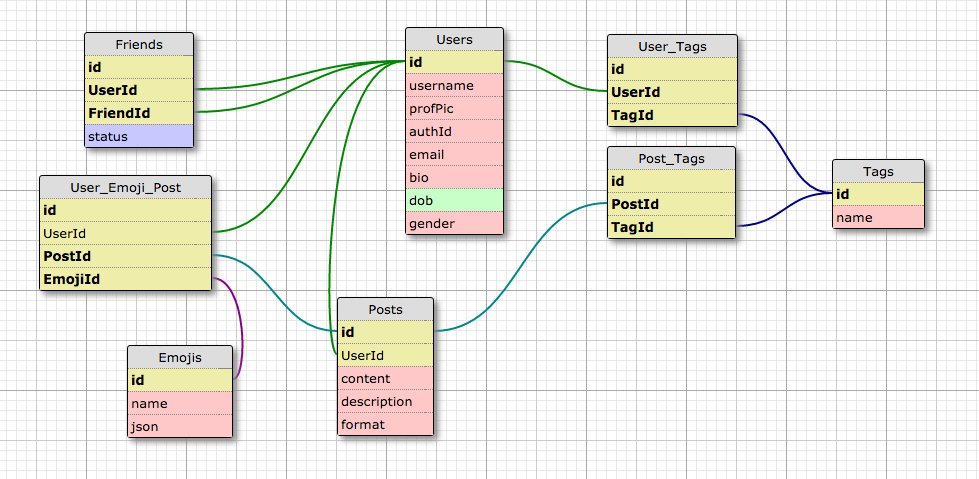 Friends
id
UserId
FriendId
status
Users
id
username
profPic
authId
email
bio
dob
gender
User_Tags
id
UserId
TagId
Post_Tags
id
PostId
TagId
Tags
id
name
User_Emoji_Post
id
UserId
PostId
EmojiId
Posts
id
UserId
content
description
format
Emojis
id
name
json